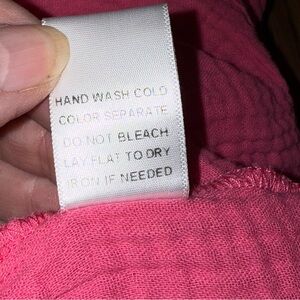 HAND WASH COLD
COLOR SEPARATE
DO NOT BLEACH
LAY FLAT TO DRY
IRON IF NEEDED